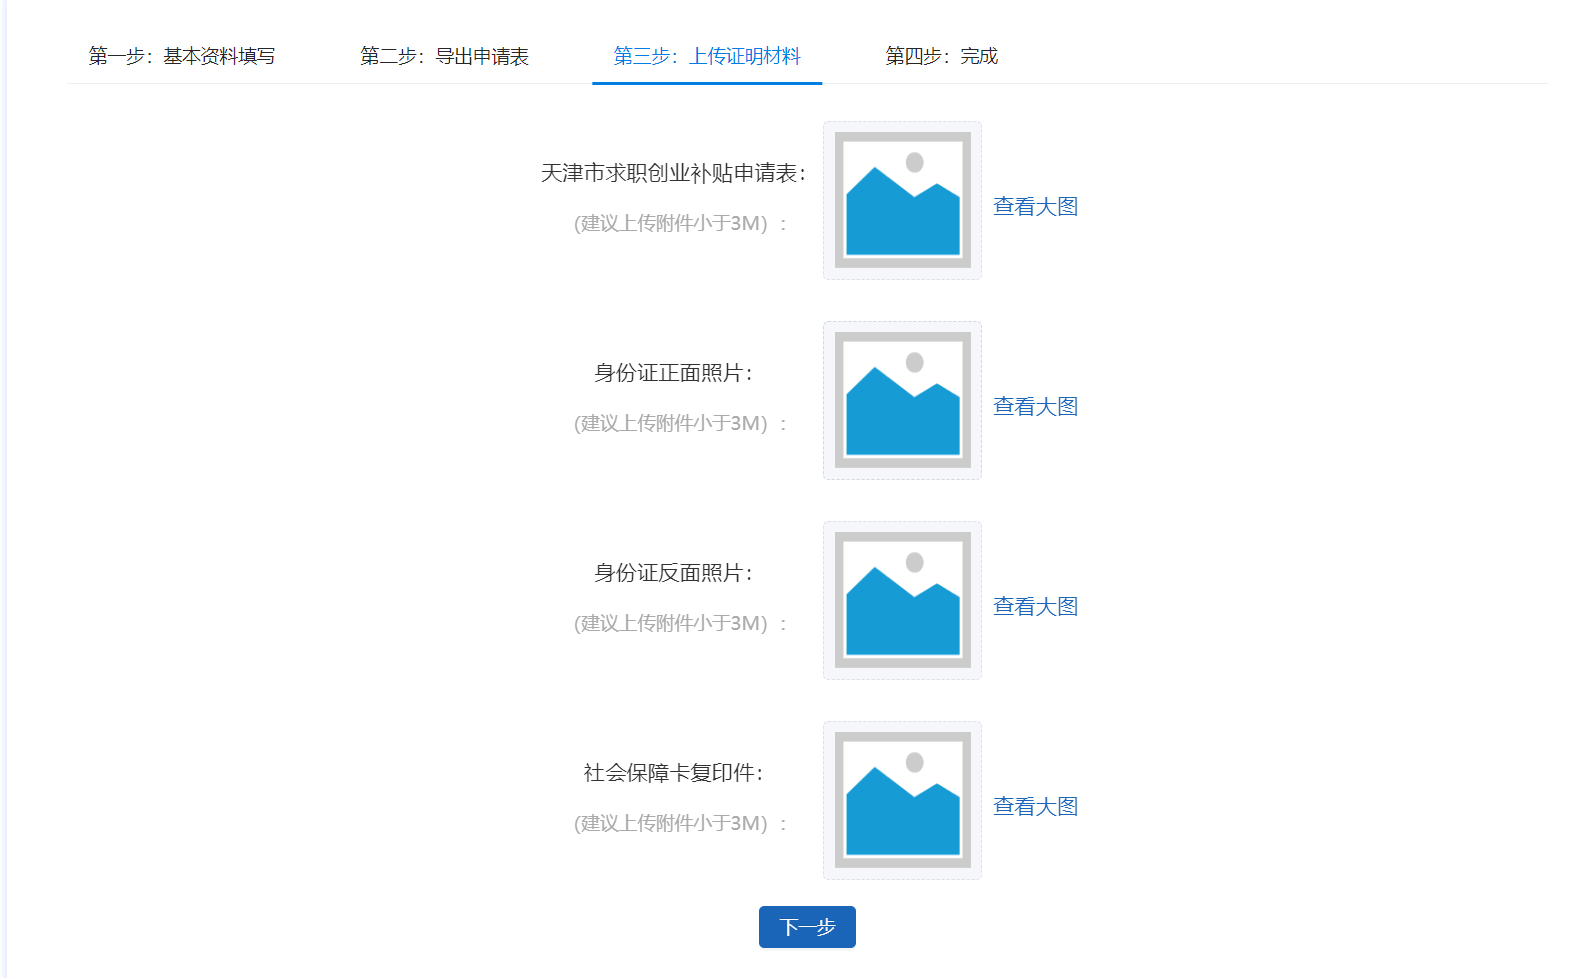 第一步：基本资料填写 第二步：导出申请表 第三步：上传证明材料 第四步：完成
天津市求职创业补贴申请表：
(建议上传附件小于3M）：
查看大图
身份证正面照片：
(建议上传附件小于3M）：
查看大图
身份证反面照片：
(建议上传附件小于3M）：
查看大图
社会保障卡复印件：
(建议上传附件小于3M）：
查看大图
下一步